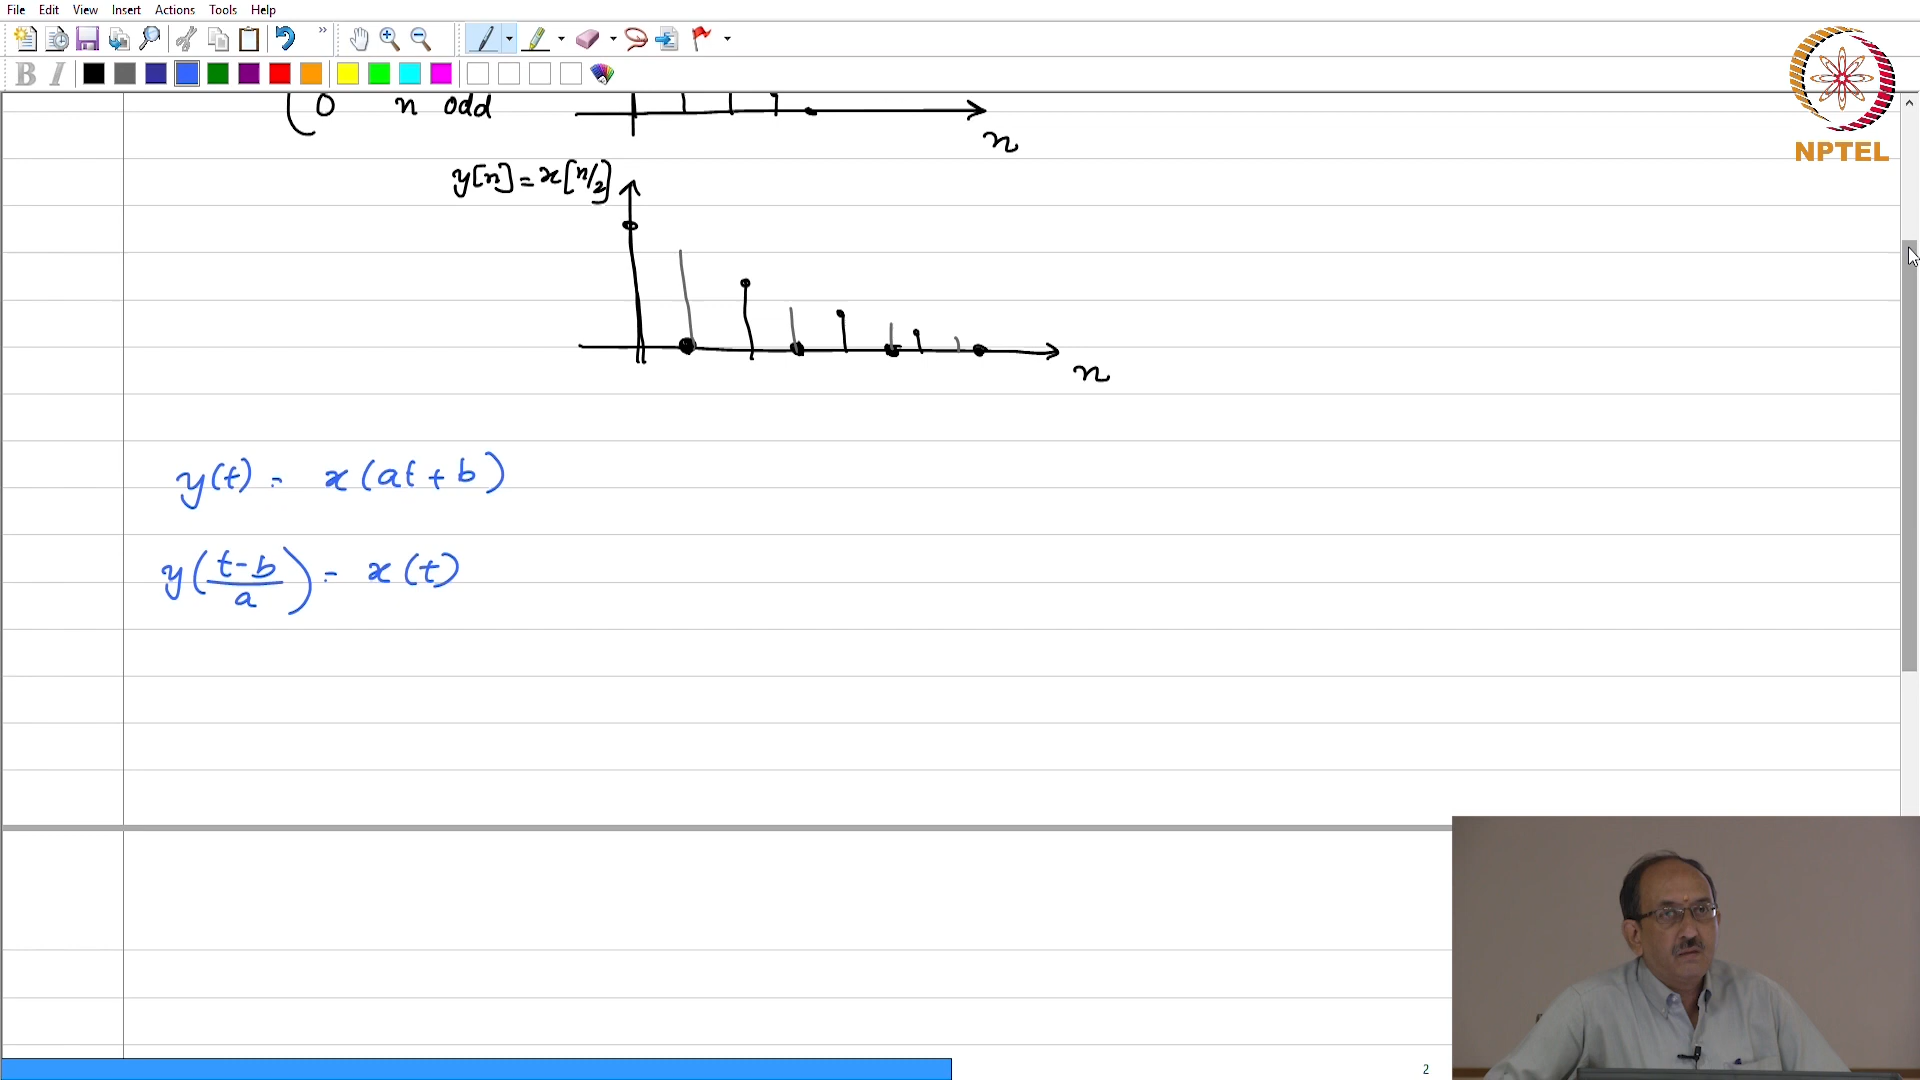 File Edit View Insert Actions Tools Help
B I
NPTEL
0 n odd
n
y[n] = x[n/2]
n
y(t) = x(at + b)
y((t-b)/a) = x(t)
2